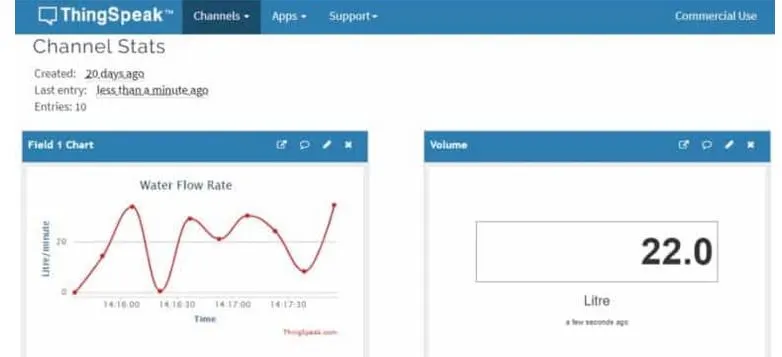 ThingSpeak™ Channels Apps Support Commercial Use
Channel Stats
Created: 20 days ago
Last entry: less than a minute ago
Entries: 10
Field 1 Chart
Water Flow Rate
Litre/minute
20
0
14:16:00 14:16:30 14:17:00 14:17:30
Time
ThingSpeak.com
Volume
22.0
Litre
a few seconds ago